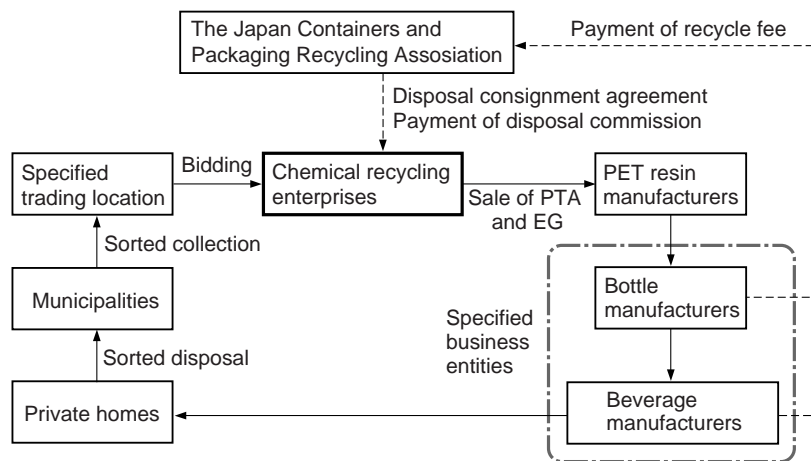 The Japan Containers and
Packaging Recycling Assosiation
Payment of recycle fee
Disposal consignment agreement
Payment of disposal commission
Specified
trading location
Bidding
Chemical recycling
enterprises
Sale of PTA
and EG
PET resin
manufacturers
Sorted collection
Municipalities
Bottle
manufacturers
Specified
business
entities
Sorted disposal
Private homes
Beverage
manufacturers